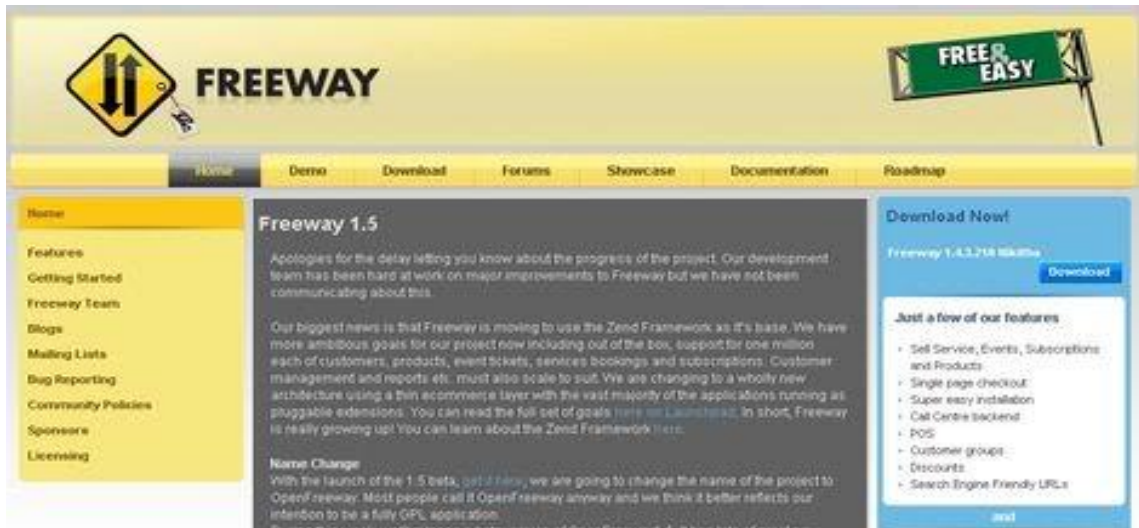 FREEWAY
FREE &
EASY
Home
Demo
Download
Forums
Showcase
Documentation
Roadmap
Home
Features
Getting Started
Freeway Team
Blogs
Mailing Lists
Bug Reporting
Community Policies
Sponsors
Licensing
Freeway 1.5
Apologies for the delay letting you know about the progress of the project. Our development
team has been hard at work on major improvements to Freeway but we have not been
communicating about this.
Our biggest news is that Freeway is moving to use the Zend Framework as it's base. We have
more ambitious goals for our project now including out of the box, support for one million
each of customers, products, event tickets, services bookings and subscriptions. Customer
management and reports etc. must also scale to suit. We are changing to a wholly new
architecture using a thin ecommerce layer with the vast majority of the applications running as
pluggable extensions. You can read the full set of goals here on Launchpad. In short, Freeway
is really growing up! You can learn about the Zend Framework here.
Name Change
With the launch of the 1.5 beta, get it here, we are going to change the name of the project to
OpenFreeway. Most people call it OpenFreeway anyway and we think it better reflects our
intention to be a fully GPL application.
Download Now!
Freeway
Download
Just a few of our features
Sell Service, Events, Subscriptions
and Products
Single page checkout
Super easy installation
Call Centre backend
POS
Customer groups
Discounts
Search Engine Friendly URLs
and